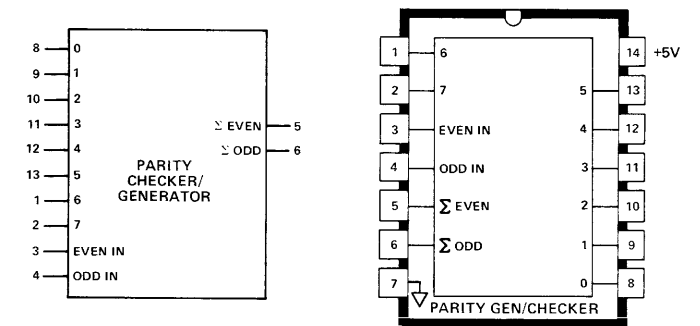 8 0
9 1
10 2
11 3
12 4
13 5
1 6
2 7
3 EVEN IN
4 ODD IN
Σ EVEN 5
Σ ODD 6
PARITY
CHECKER/
GENERATOR
1 6
2 7
3 EVEN IN
4 ODD IN
5 Σ EVEN
6 Σ ODD
7
14 +5V
5 13
4 12
3 11
2 10
1 9
0 8
PARITY GEN/CHECKER